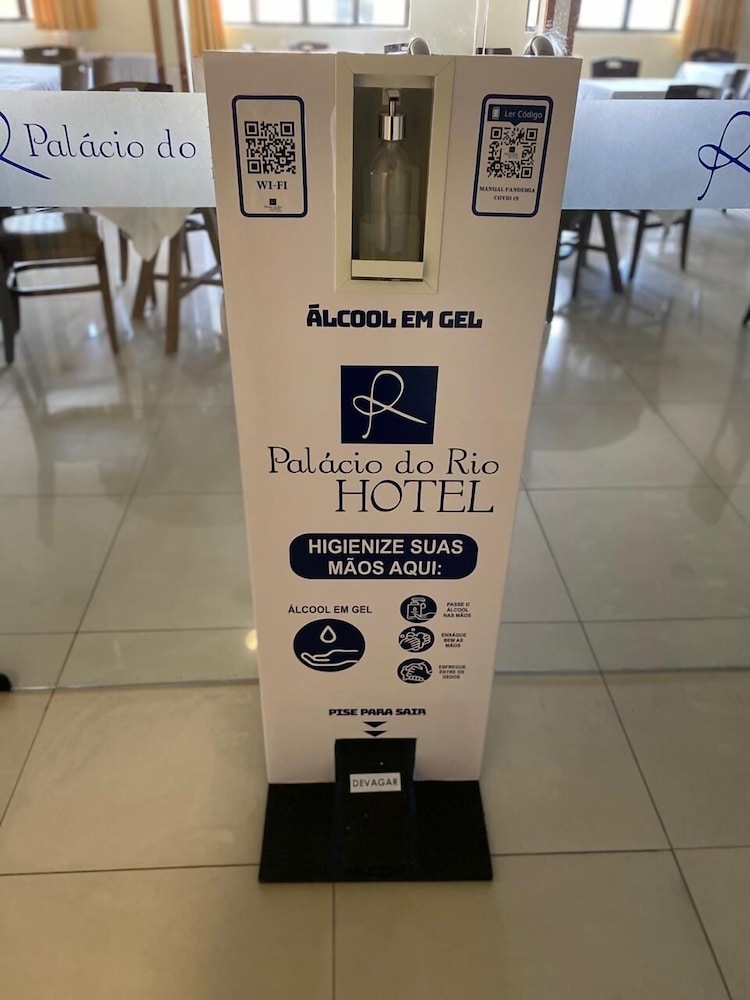 Palácio do
WI-FI
Ler Código
MANUAL PANDEMIA
COVID 19
ÁLCOOL EM GEL
Palácio do Rio
HOTEL
HIGIENIZE SUAS
MÃOS AQUI:
ÁLCOOL EM GEL
PASSE O
ÁLCOOL
NAS MÃOS
ENXÁGUE
BEM AS
MÃOS
ESFREGUE
ENTRE OS
DEDOS
PISE PARA SAIR
DEVAGAR